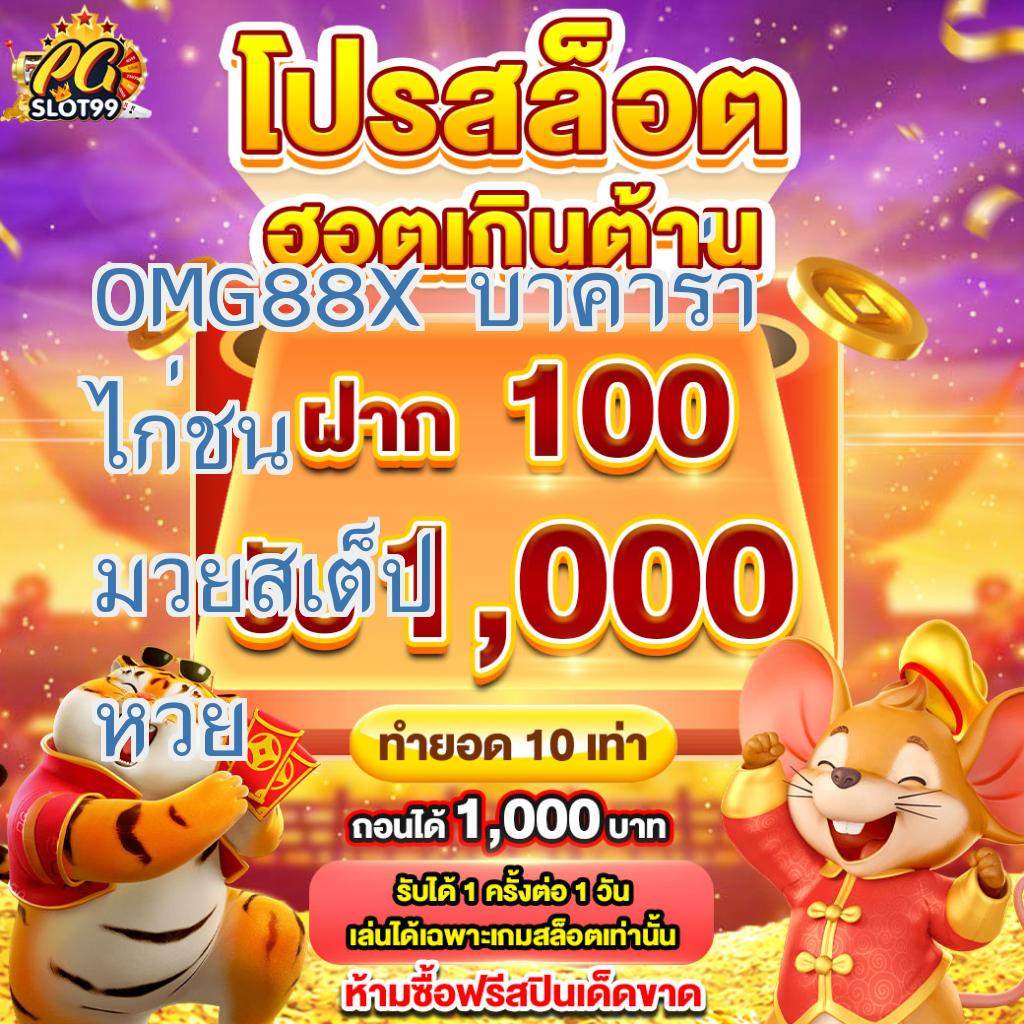 PG
SLOT99
โปรสล็อต
ฮอตเกินต้าน
OMG88X บาคาร่า
ไก่ชน
ฝาก 100
มวยสเต็ป
1,000
หวย
ทำยอด 10 เท่า
ถอนได้ 1,000 บาท
รับได้ 1 ครั้งต่อ 1 วัน
เล่นได้เฉพาะเกมสล็อตเท่านั้น
ห้ามซื้อฟรีสปินเด็ดขาด